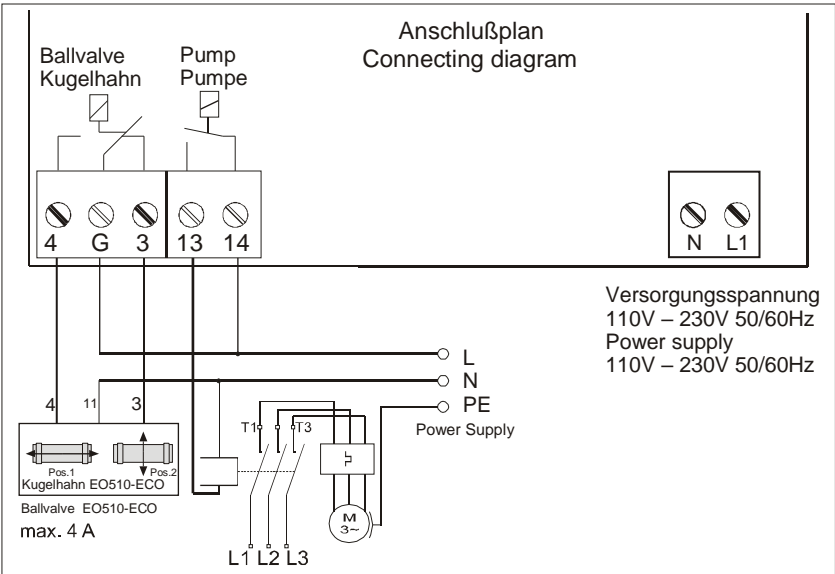 Anschlußplan
Connecting diagram
Ballvalve
Kugelhahn
Pump
Pumpe
4 G 3 13 14
N L1
Versorgungsspannung
110V – 230V 50/60Hz
Power supply
110V – 230V 50/60Hz
L
N
PE
Power Supply
4 11 3
T1 T3
Pos.1 Pos.2
Kugelhahn EO510-ECO
Ballvalve EO510-ECO
max. 4 A
M
3~
L1 L2 L3